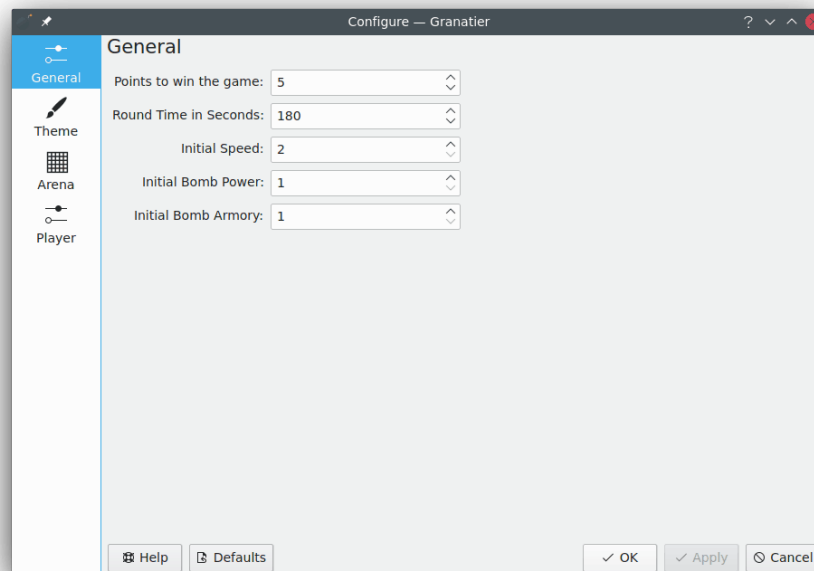 Configure — Granatier
?
General
Theme
Arena
Player
General
Points to win the game: 5
Round Time in Seconds: 180
Initial Speed: 2
Initial Bomb Power: 1
Initial Bomb Armory: 1
Help Defaults OK Apply Cancel